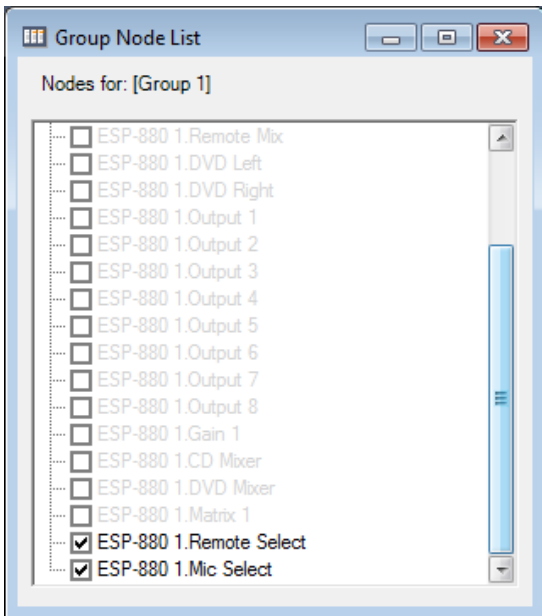 Group Node List
Nodes for: [Group 1]
ESP-880 1.Remote Mix
ESP-880 1.DVD Left
ESP-880 1.DVD Right
ESP-880 1.Output 1
ESP-880 1.Output 2
ESP-880 1.Output 3
ESP-880 1.Output 4
ESP-880 1.Output 5
ESP-880 1.Output 6
ESP-880 1.Output 7
ESP-880 1.Output 8
ESP-880 1.Gain 1
ESP-880 1.CD Mixer
ESP-880 1.DVD Mixer
ESP-880 1.Matrix 1
ESP-880 1.Remote Select
ESP-880 1.Mic Select